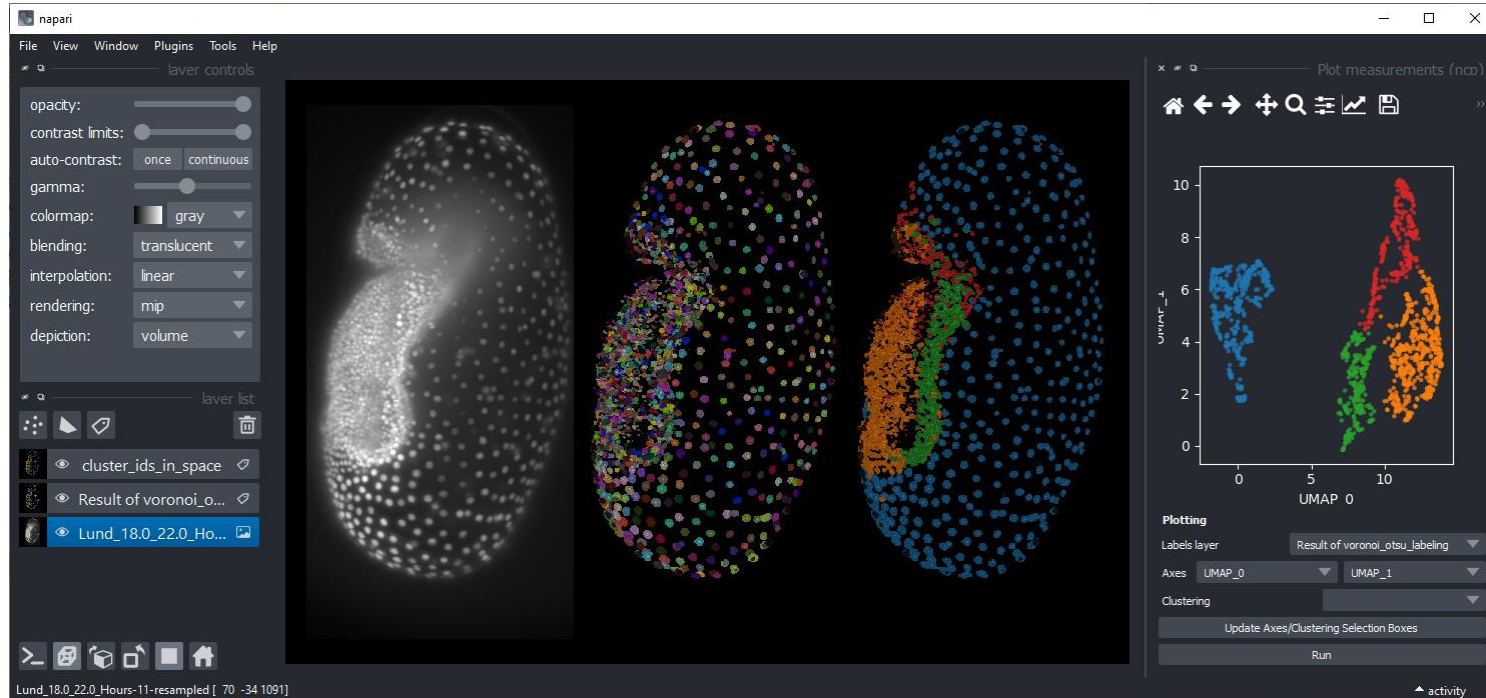 napari
File View Window Plugins Tools Help
layer controls
opacity:
contrast limits:
auto-contrast: once continuous
gamma:
colormap: gray
blending: translucent
interpolation: linear
rendering: mip
depiction: volume
layer list
cluster_ids_in_space
Result of voronoi_o...
Lund_18.0_22.0_Ho...
Lund_18.0_22.0_Hours-11-resampled [ 70 -34 1091]
Plot measurements (ncp)
10
8
6
4
2
0
UMAP_1
0 5 10
UMAP_0
Plotting
Labels layer Result of voronoi_otsu_labeling
Axes UMAP_0 UMAP_1
Clustering
Update Axes/Clustering Selection Boxes
Run
activity